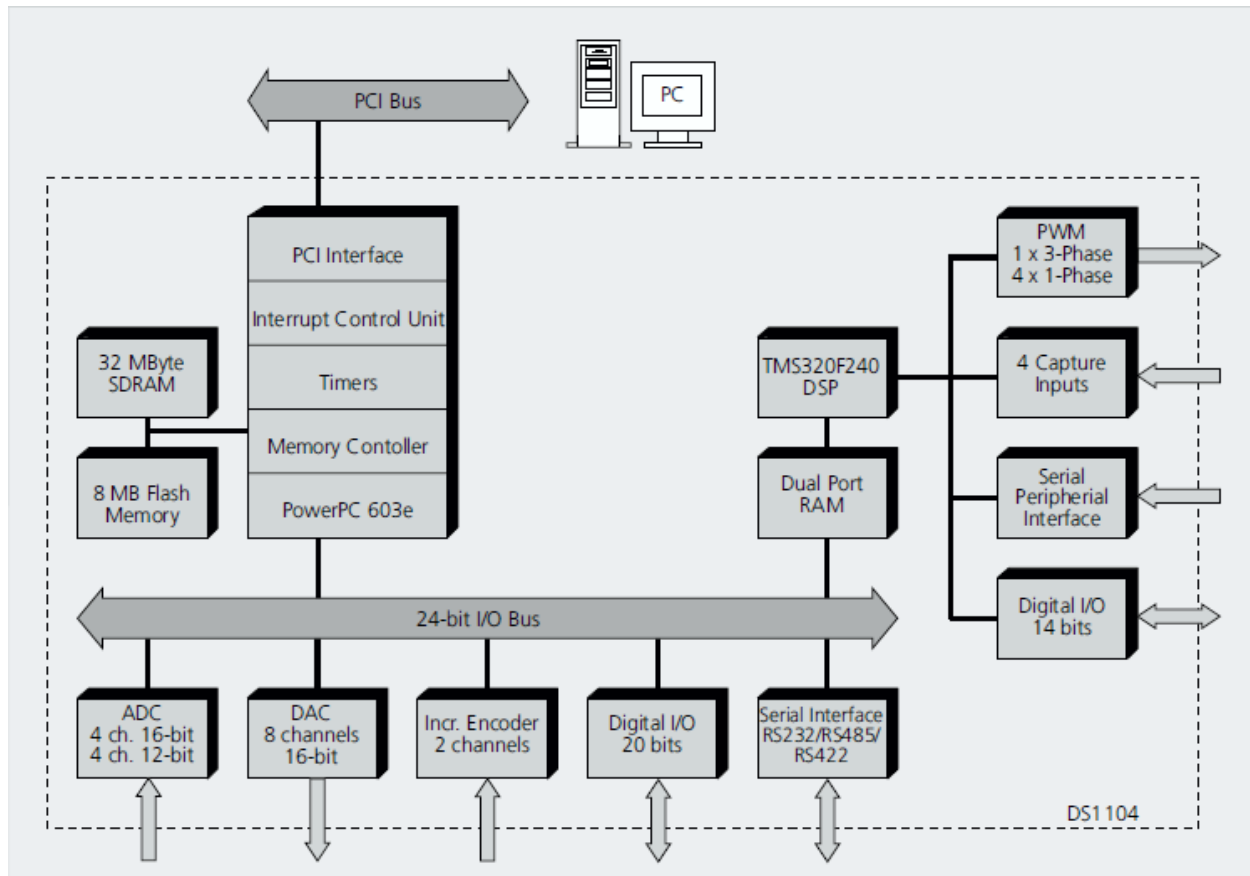 PCI Bus
PC
PCI Interface
Interrupt Control Unit
Timers
Memory Contoller
PowerPC 603e
32 MByte
SDRAM
8 MB Flash
Memory
TMS320F240
DSP
Dual Port
RAM
PWM
1 x 3-Phase
4 x 1-Phase
4 Capture
Inputs
Serial
Peripherial
Interface
Digital I/O
14 bits
24-bit I/O Bus
ADC
4 ch. 16-bit
4 ch. 12-bit
DAC
8 channels
16-bit
Incr. Encoder
2 channels
Digital I/O
20 bits
Serial Interface
RS232/RS485/
RS422
DS1104